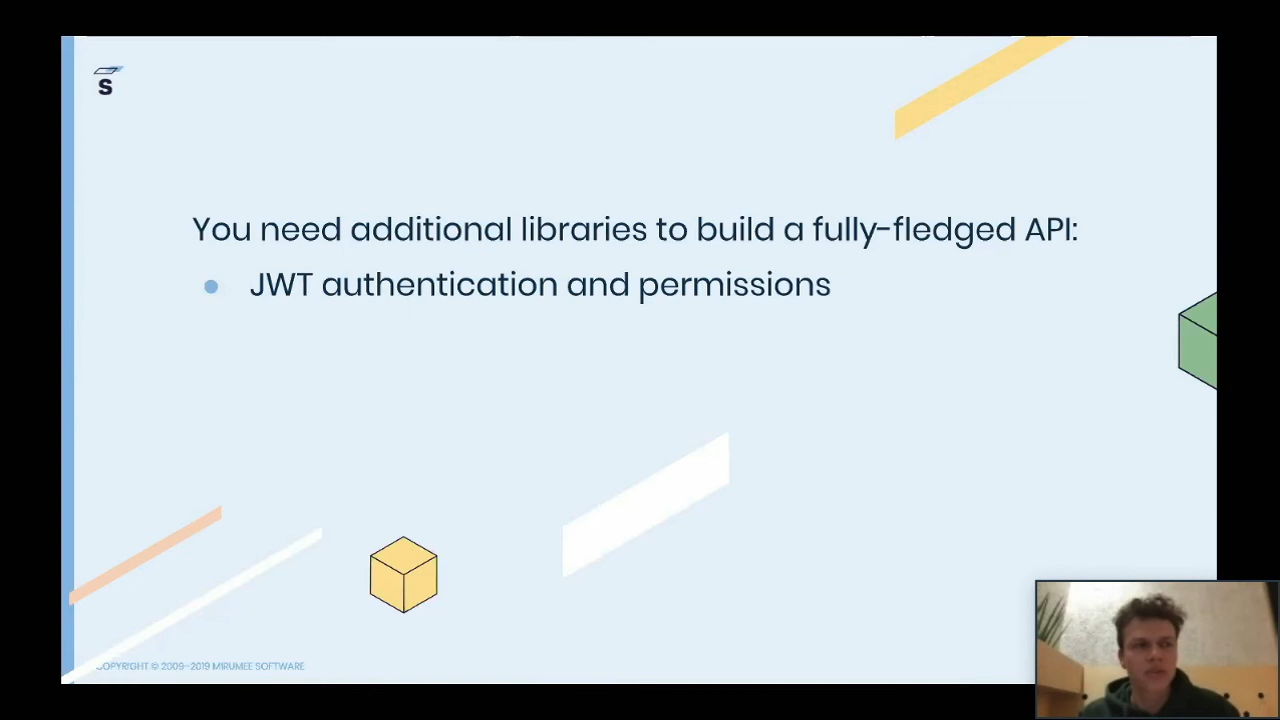 S
You need additional libraries to build a fully-fledged API:
JWT authentication and permissions
COPYRIGHT © 2009–2019 MIRUMEE SOFTWARE